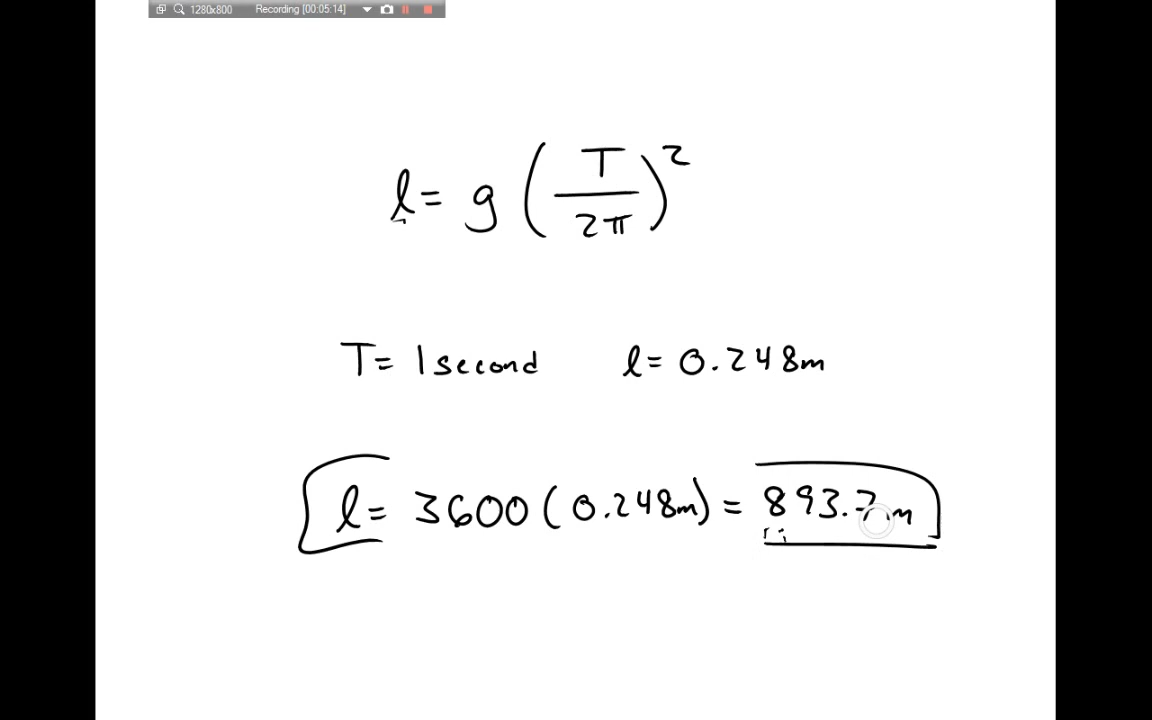 1280x800 Recording [00:05:14]
l = g (T / 2π)²
T = 1 second l = 0.248m
l = 3600 (0.248m) = 893.7m